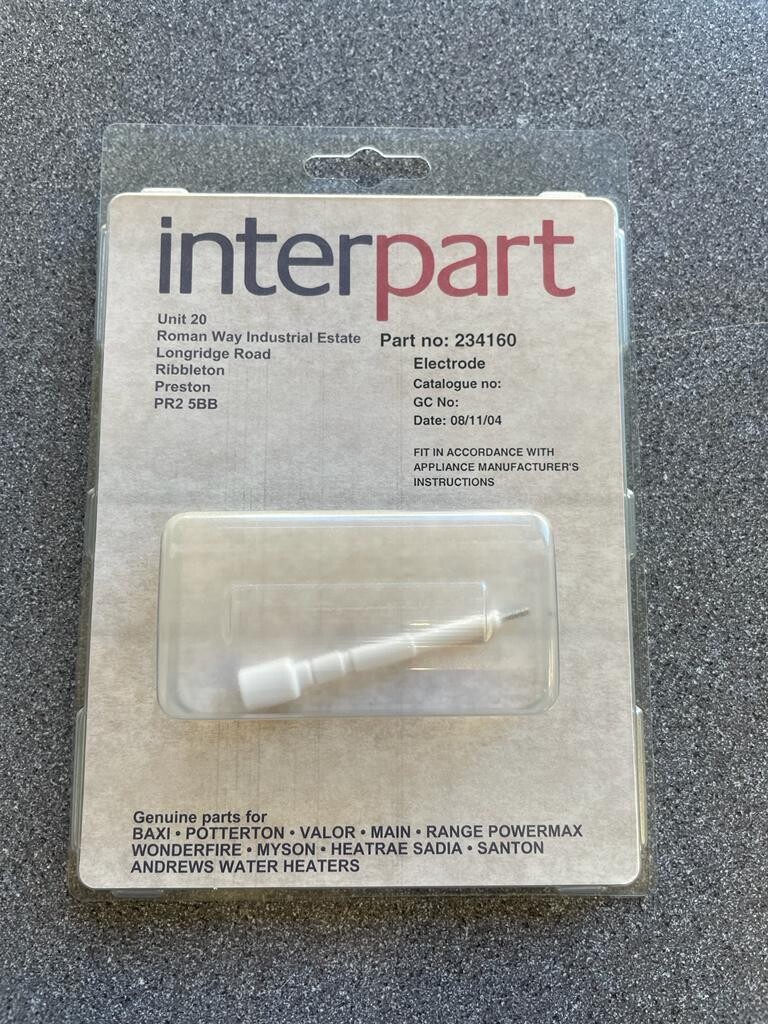 interpart
Unit 20
Roman Way Industrial Estate
Longridge Road
Ribbleton
Preston
PR2 5BB
Part no: 234160
Electrode
Catalogue no:
GC No:
Date: 08/11/04
FIT IN ACCORDANCE WITH
APPLIANCE MANUFACTURER'S
INSTRUCTIONS
Genuine parts for
BAXI • POTTERTON • VALOR • MAIN • RANGE POWERMAX
WONDERFIRE • MYSON • HEATRAE SADIA • SANTON
ANDREWS WATER HEATERS